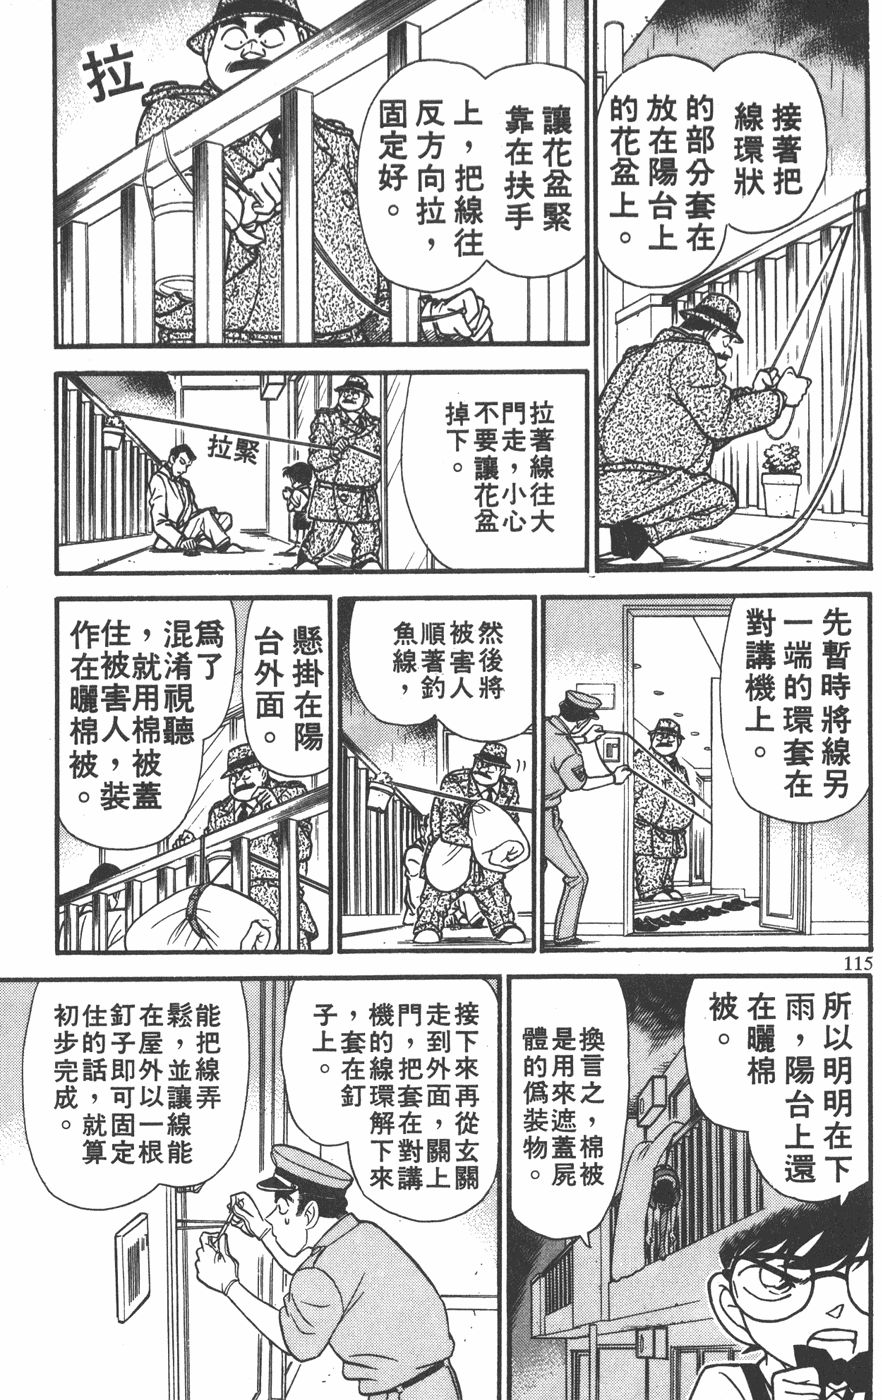 接著把
線環狀
的部分套在
放在陽台上
的花盆上。
讓花盆緊
靠在扶手
上，把線往
反方向拉，
固定好。
拉
拉著線往大
門走，小心
不要讓花盆
掉下。
拉緊
先暫時將線另
一端的環套在
對講機上。
然後將
被害人
順著釣
魚線，
懸掛在陽
台外面。
爲了
混淆視聽
，就用棉被蓋
住被害人，裝
作在曬棉被。
115
所以明明在下
雨，陽台上還
在曬棉
被。
換言之，棉被
是用來遮蓋屍
體的僞裝物。
接下來再從玄關
走到外面，關上
門，把套在對講
機的線環解下來
，套在釘
子上。
能把線弄
鬆，並讓線能
在屋外以一根
釘子即可固定
住的話，就算
初步完成。